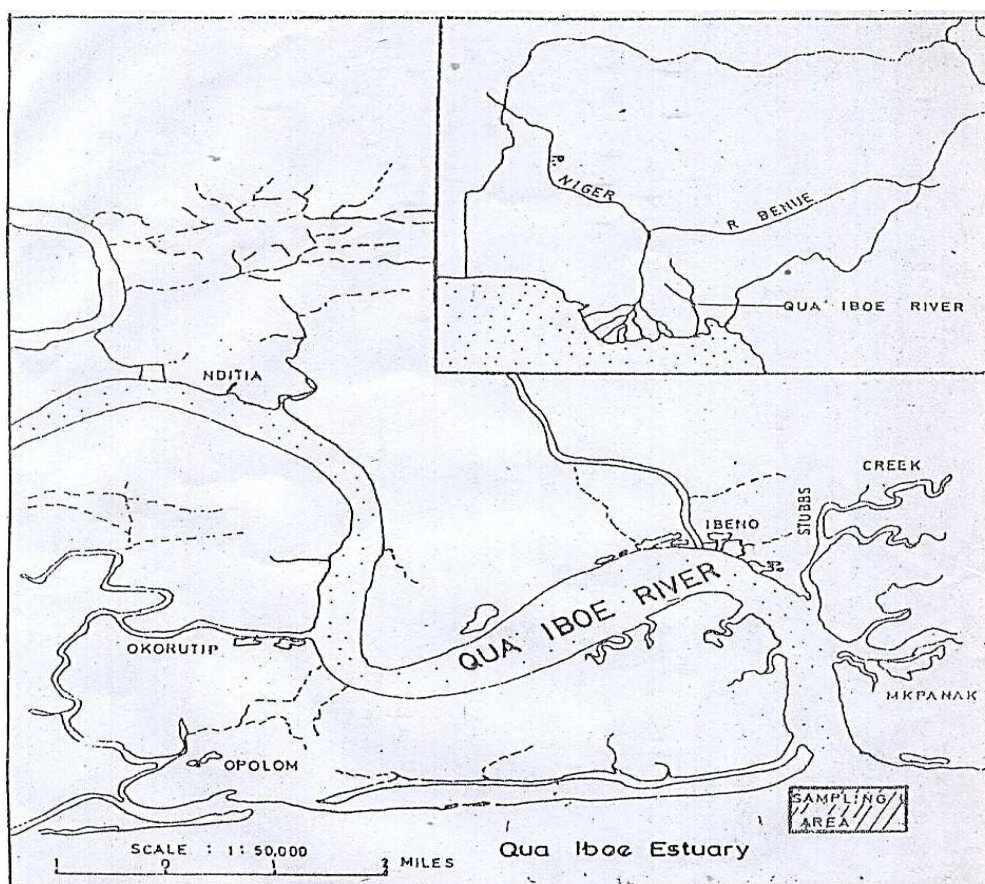 R. NIGER
R. BENUE
QUA IBOE RIVER
NDITIA
CREEK
STUBBS
IBENO
QUA IBOE RIVER
OKORUTIP
MKPANAK
OPOLOM
SAMPLING
AREA
SCALE : 1: 50,000
Qua Iboe Estuary
1 0 1 2 MILES